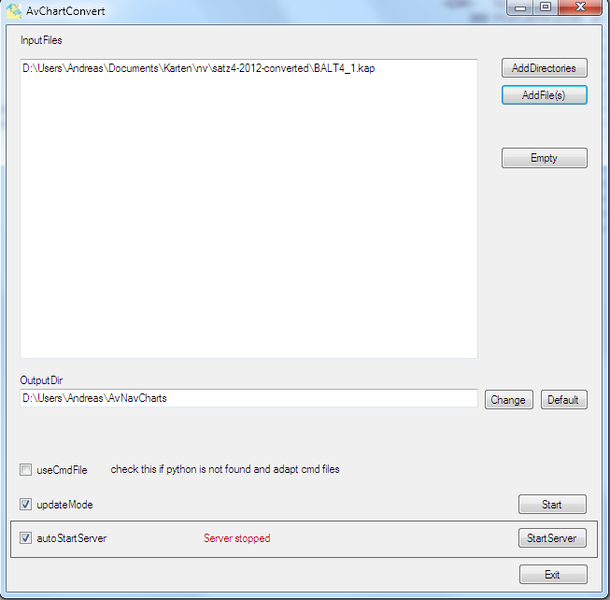 AvChartConvert
InputFiles
D:\Users\Andreas\Documents\Karten\nv\satz4-2012-converted\BALT4_1.kap
AddDirectories
AddFile(s)
Empty
OutputDir
D:\Users\Andreas\AvNavCharts
Change
Default
useCmdFile
check this if python is not found and adapt cmd files
updateMode
Start
autoStartServer
Server stopped
StartServer
Exit